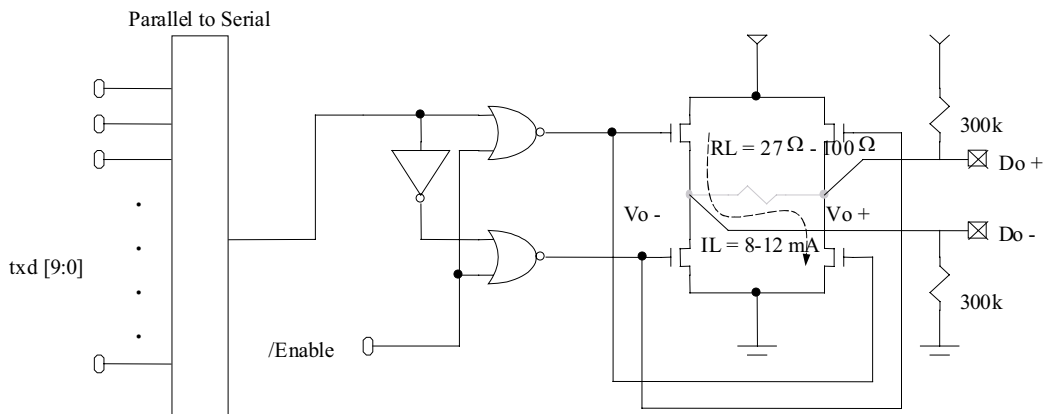 Parallel to Serial
300k
RL = 27 Ω - 100 Ω
Do +
Vo -
Vo +
Do -
IL = 8-12 mA
txd [9:0]
300k
/Enable